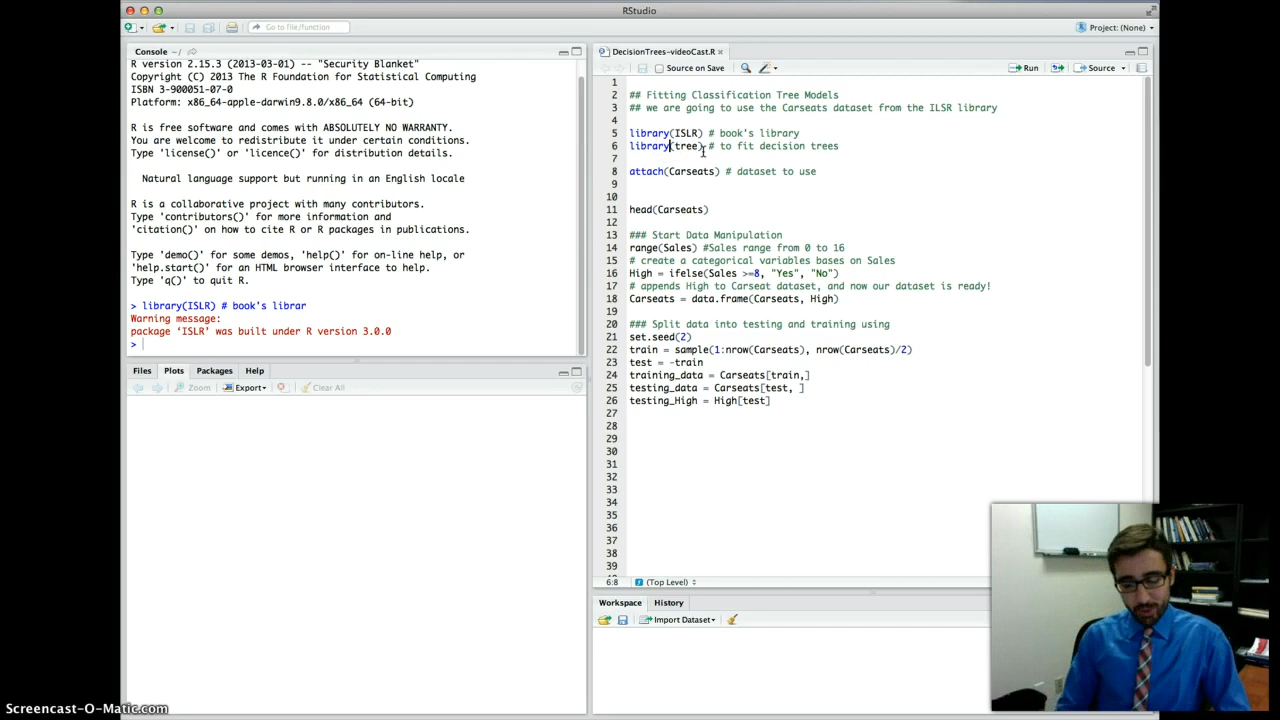 RStudio
Go to file/function
Project: (None)
Console ~/
R version 2.15.3 (2013-03-01) -- "Security Blanket"
Copyright (C) 2013 The R Foundation for Statistical Computing
ISBN 3-900051-07-0
Platform: x86_64-apple-darwin9.8.0/x86_64 (64-bit)
R is free software and comes with ABSOLUTELY NO WARRANTY.
You are welcome to redistribute it under certain conditions.
Type 'license()' or 'licence()' for distribution details.
Natural language support but running in an English locale
R is a collaborative project with many contributors.
Type 'contributors()' for more information and
'citation()' on how to cite R or R packages in publications.
Type 'demo()' for some demos, 'help()' for on-line help, or
'help.start()' for an HTML browser interface to help.
Type 'q()' to quit R.
> library(ISLR) # book's librar
Warning message:
package ‘ISLR’ was built under R version 3.0.0
>
Files Plots Packages Help
Zoom Export Clear All
DecisionTrees-videoCast.R
Source on Save Run Source
1
2 ## Fitting Classification Tree Models
3 ## we are going to use the Carseats dataset from the ILSR library
4
5 library(ISLR) # book's library
6 library(tree) # to fit decision trees
7
8 attach(Carseats) # dataset to use
9
10
11 head(Carseats)
12
13 ### Start Data Manipulation
14 range(Sales) #Sales range from 0 to 16
15 # create a categorical variables bases on Sales
16 High = ifelse(Sales >=8, "Yes", "No")
17 # appends High to Carseat dataset, and now our dataset is ready!
18 Carseats = data.frame(Carseats, High)
19
20 ### Split data into testing and training using
21 set.seed(2)
22 train = sample(1:nrow(Carseats), nrow(Carseats)/2)
23 test = -train
24 training_data = Carseats[train,]
25 testing_data = Carseats[test, ]
26 testing_High = High[test]
27
28
29
30
31
32
33
34
35
36
37
38
39
6:8 (Top Level)
Workspace History
Import Dataset
Screencast-O-Matic.com